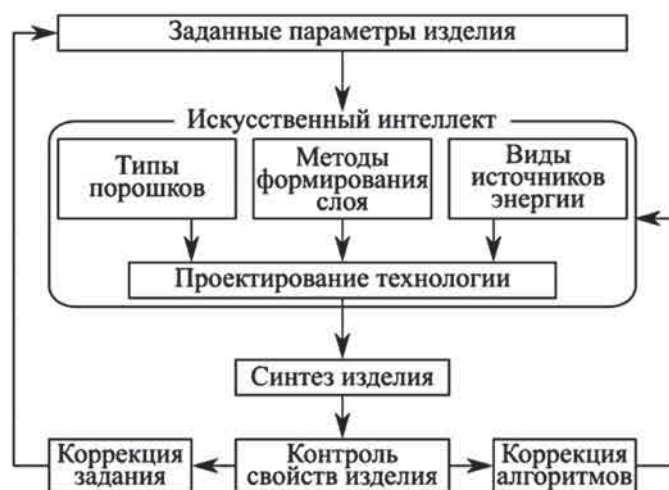 Заданные параметры изделия
Искусственный интеллект
Типы
порошков
Методы
формирования
слоя
Виды
источников
энергии
Проектирование технологии
Синтез изделия
Коррекция
задания
Контроль
свойств изделия
Коррекция
алгоритмов